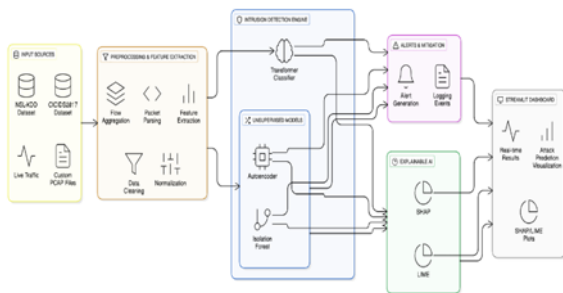 INPUT SOURCES
NSL-KDD
Dataset
CICIDS2017
Dataset
Live Traffic
Custom
PCAP Files
PREPROCESSING & FEATURE EXTRACTION
Flow
Aggregation
Packet
Parsing
Feature
Extraction
Data
Cleaning
Normalization
INTRUSION DETECTION ENGINE
Transformer
Classifier
UNSUPERVISED MODELS
Autoencoder
Isolation
Forest
ALERTS & MITIGATION
Alert
Generation
Logging
Events
EXPLAINABLE AI
SHAP
LIME
STREAMLIT DASHBOARD
Real-time
Results
Attack
Prediction
Visualization
SHAP/LIME
Plots